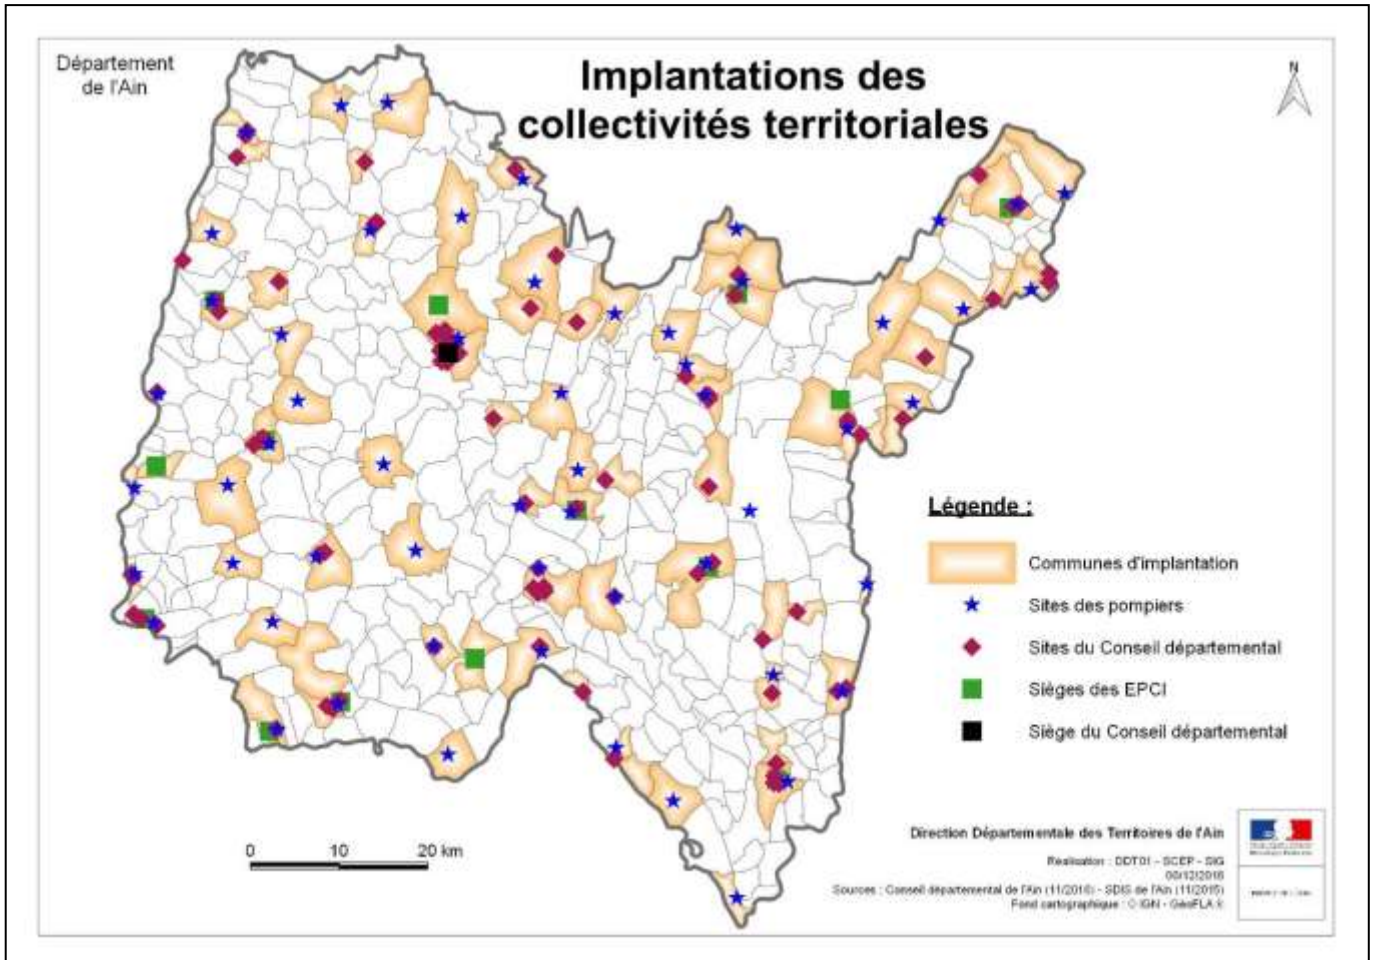 Département
de l'Ain
Implantations des
collectivités territoriales
N
Légende :
Communes d'implantation
Sites des pompiers
Sites du Conseil départemental
Sièges des EPCI
Siège du Conseil départemental
0 10 20 km
Direction Départementale des Territoires de l'Ain
Réalisation : DDT01 - SCEP - SIG
Sources : Conseil départemental de l'Ain (11/2016) - SDIS de l'Ain (11/2015)
Fond cartographique : © IGN - GéoFLA ®